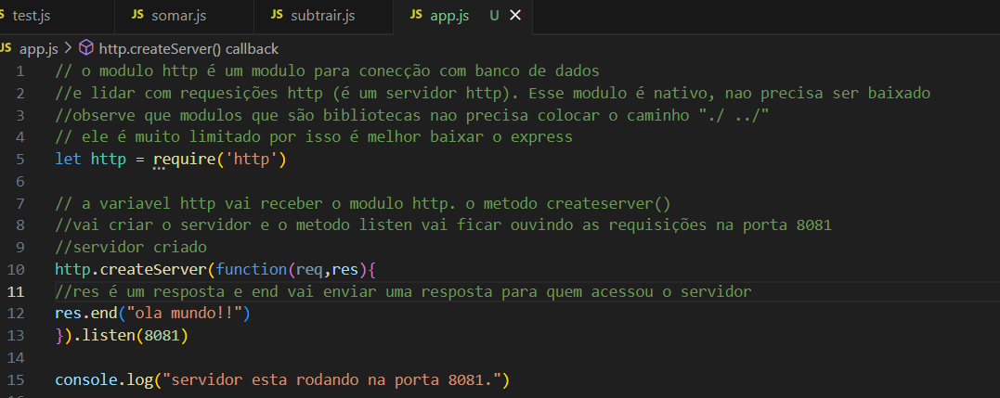 JS test.js JS somar.js JS subtrair.js JS app.js U
JS app.js > http.createServer() callback
1 // o modulo http é um modulo para conecção com banco de dados
2 //e lidar com requesições http (é um servidor http). Esse modulo é nativo, nao precisa ser baixado
3 //observe que modulos que são bibliotecas nao precisa colocar o caminho "./ ../"
4 // ele é muito limitado por isso é melhor baixar o express
5 let http = require('http')
6
7 // a variavel http vai receber o modulo http. o metodo createserver()
8 //vai criar o servidor e o metodo listen vai ficar ouvindo as requisições na porta 8081
9 //servidor criado
10 http.createServer(function(req,res){
11 //res é um resposta e end vai enviar uma resposta para quem acessou o servidor
12 res.end("ola mundo!!")
13 }).listen(8081)
14
15 console.log("servidor esta rodando na porta 8081.")